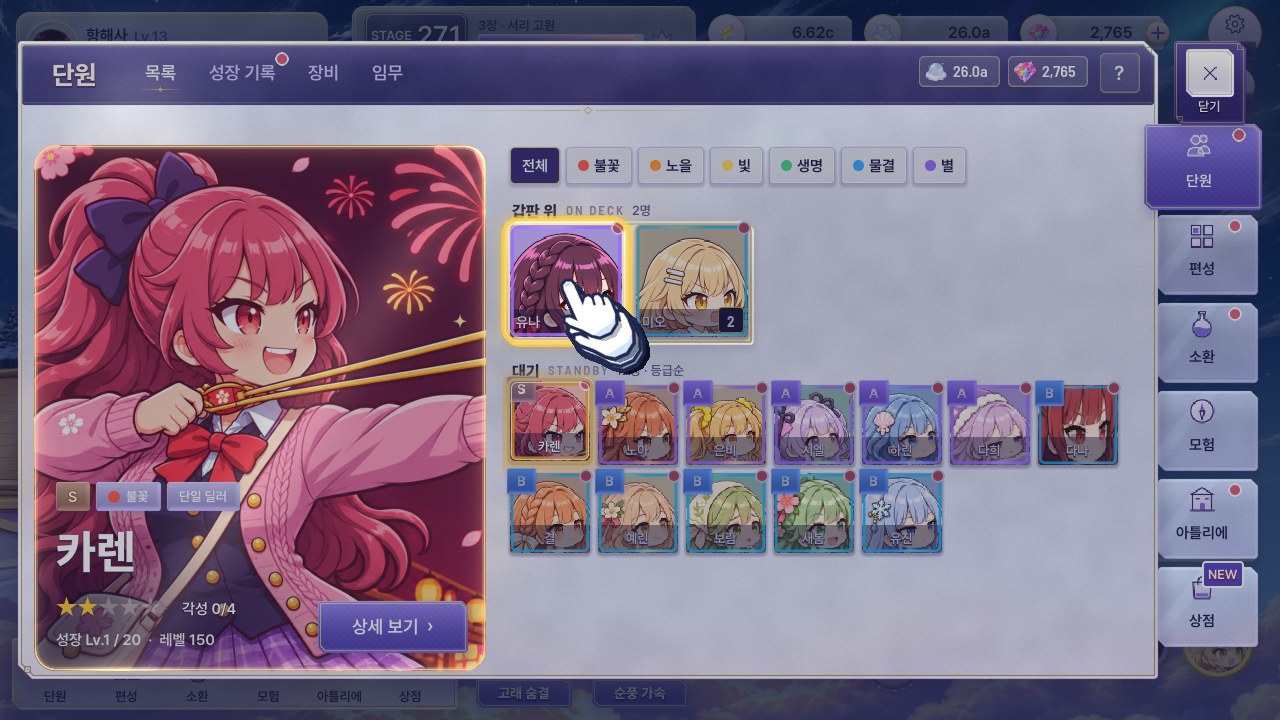 항해사 Lv.13
STAGE 271
3장 · 서리 고원
6.62c
26.0a
2,765
단원
목록
성장 기록
장비
임무
26.0a
2,765
?
닫기
전체
불꽃
노을
빛
생명
물결
별
갑판 위 ON DECK 2명
유나
미오
2
대기 STANDBY · 등급순
S
카렌
A
노아
A
은비
A
시엘
A
하린
A
다희
B
다나
B
결
B
예린
B
보람
B
새봄
B
유진
S
불꽃
단일 딜러
카렌
각성 0/4
성장 Lv.1 / 20 · 레벨 150
상세 보기 ›
단원
편성
소환
모험
아틀리에
NEW
상점
단원
편성
소환
모험
아틀리에
상점
고래 숨결
순풍 가속